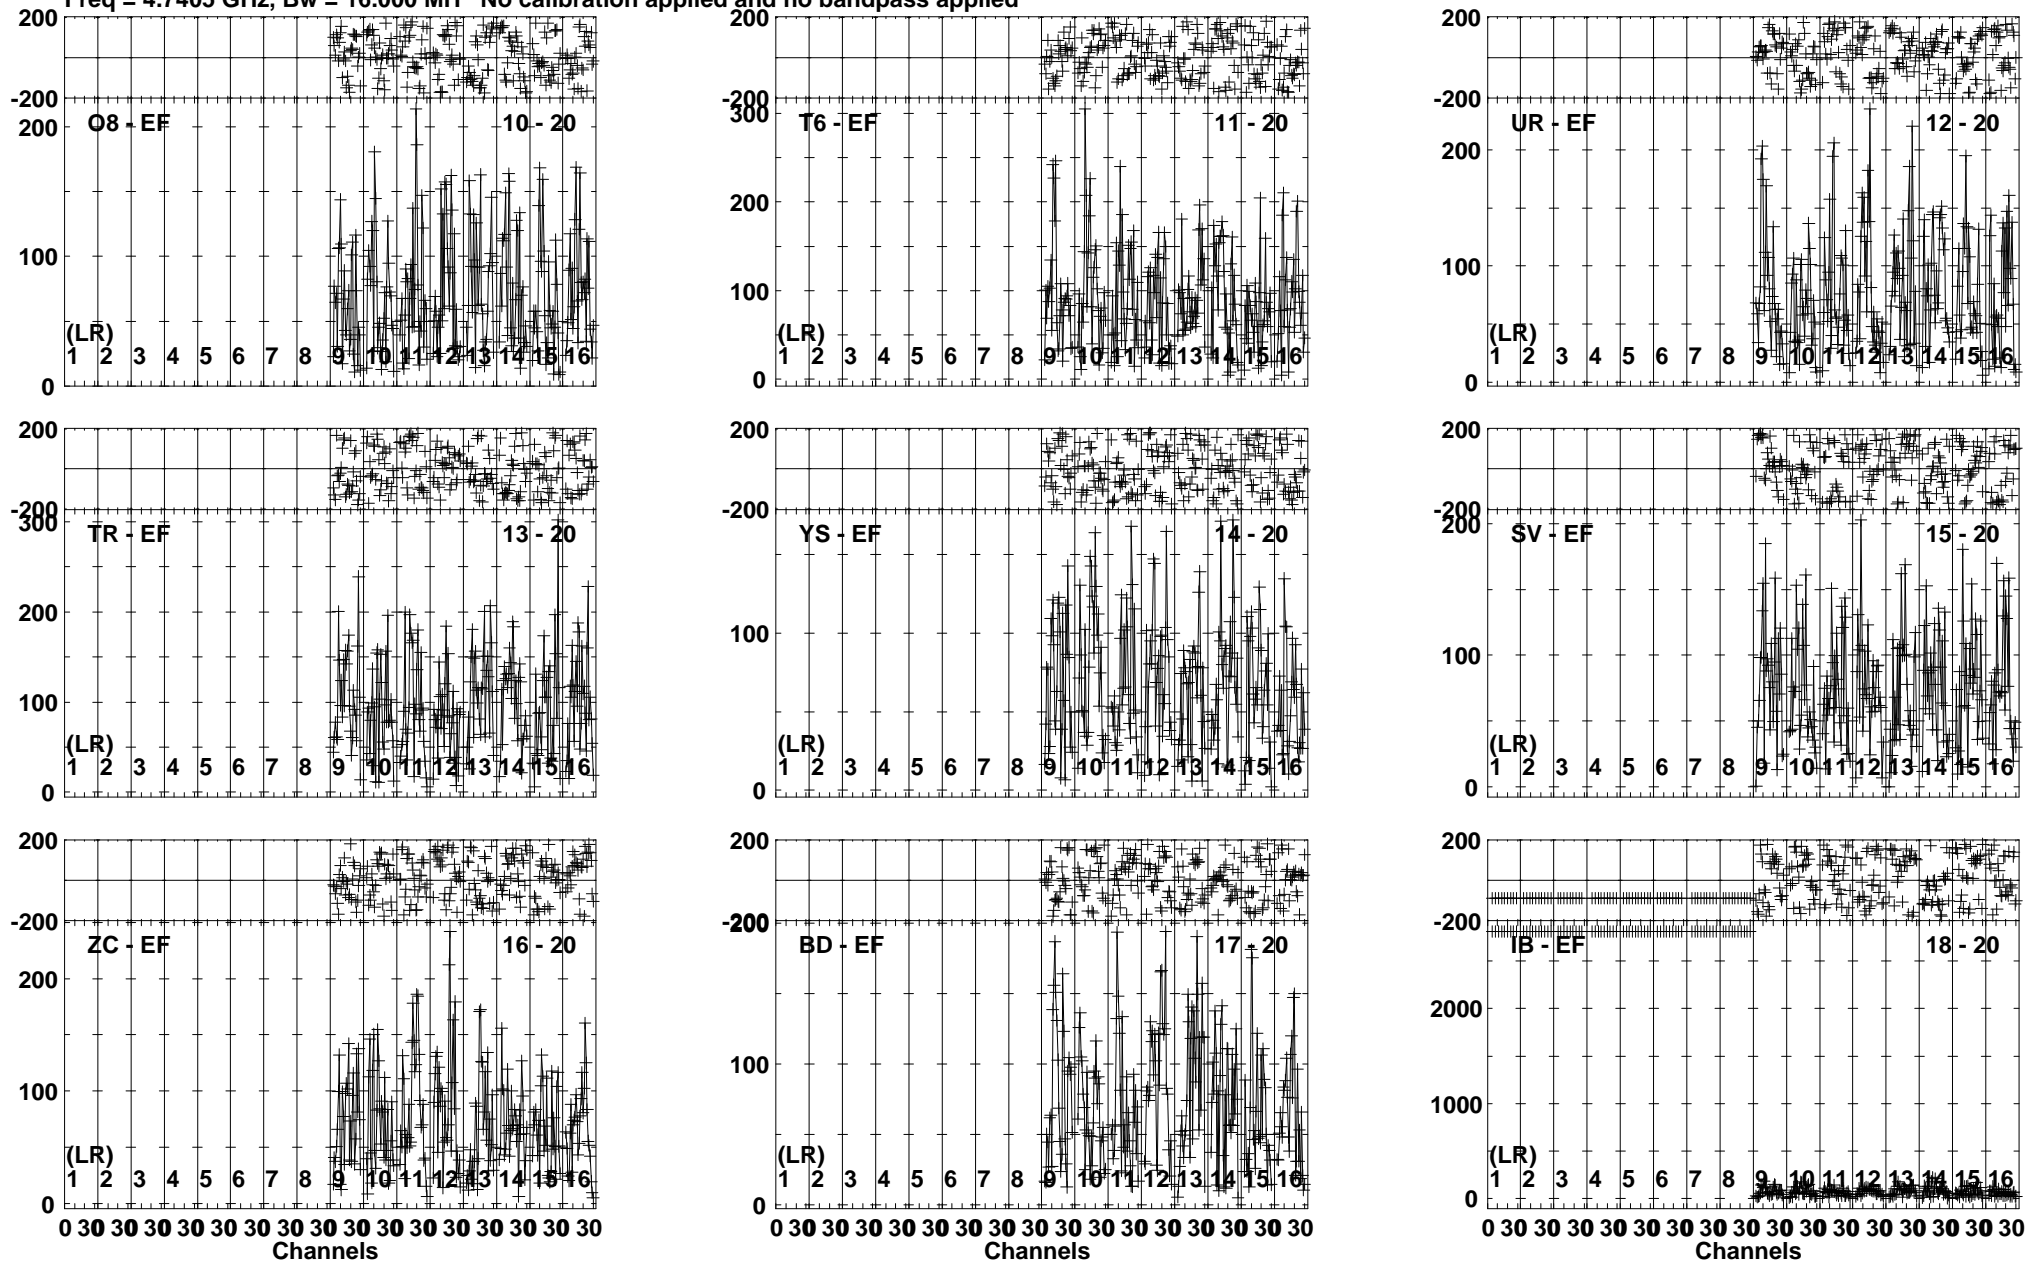 Freq = 4.7405 GHz, Bw = 16.000 MH No calibration applied and no bandpass applied
200
-200
200
100
0
O8 - EF
10 - 20
(LR)
1 2 3 4 5 6 7 8 9 10 11 12 13 14 15 16
200
-200
300
200
100
0
T6 - EF
11 - 20
(LR)
1 2 3 4 5 6 7 8 9 10 11 12 13 14 15 16
200
-200
200
100
0
UR - EF
12 - 20
(LR)
1 2 3 4 5 6 7 8 9 10 11 12 13 14 15 16
200
-200
300
200
100
0
TR - EF
13 - 20
(LR)
1 2 3 4 5 6 7 8 9 10 11 12 13 14 15 16
200
-200
100
0
YS - EF
14 - 20
(LR)
1 2 3 4 5 6 7 8 9 10 11 12 13 14 15 16
200
-200
200
100
0
SV - EF
15 - 20
(LR)
1 2 3 4 5 6 7 8 9 10 11 12 13 14 15 16
200
-200
200
100
0
ZC - EF
16 - 20
(LR)
1 2 3 4 5 6 7 8 9 10 11 12 13 14 15 16
0 30 30 30 30 30 30 30 30 30 30 30 30 30 30 30 30
Channels
200
-200
200
100
0
BD - EF
17 - 20
(LR)
1 2 3 4 5 6 7 8 9 10 11 12 13 14 15 16
0 30 30 30 30 30 30 30 30 30 30 30 30 30 30 30 30
Channels
200
-200
2000
1000
0
IB - EF
18 - 20
(LR)
1 2 3 4 5 6 7 8 9 10 11 12 13 14 15 16
0 30 30 30 30 30 30 30 30 30 30 30 30 30 30 30 30
Channels